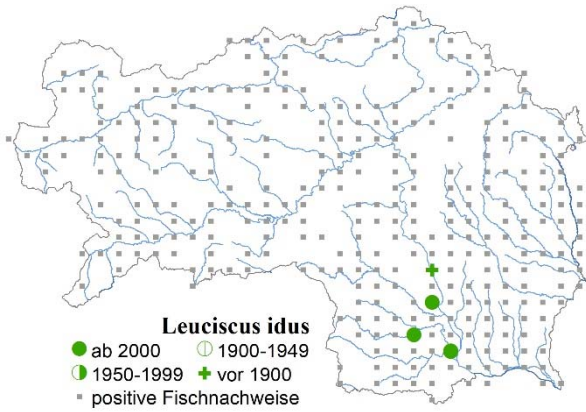 Leuciscus idus
ab 2000 1900-1949
1950-1999 vor 1900
positive Fischnachweise